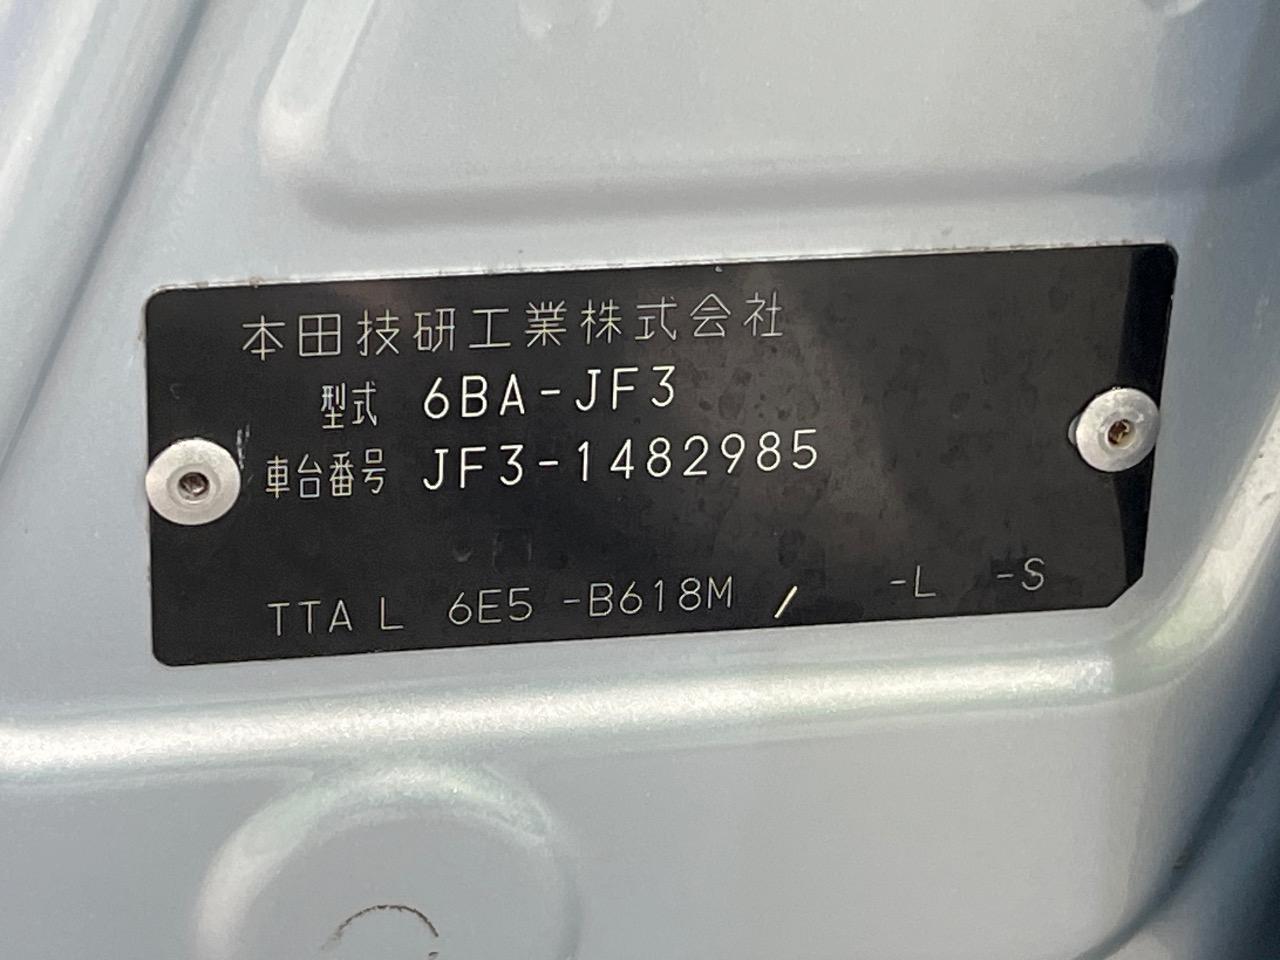 本田技研工業株式会社
型式 6BA-JF3
車台番号 JF3-1482985
TTA L 6E5 -B618M / -L -S